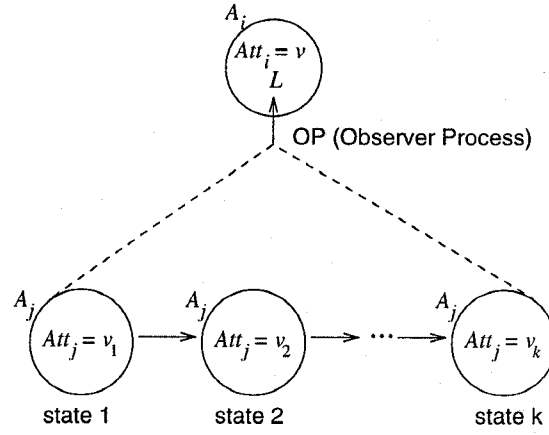 A_i
Att_i = v
L
OP (Observer Process)
A_j A_j A_j
Att_j = v_1 Att_j = v_2 ... Att_j = v_k
state 1 state 2 state k